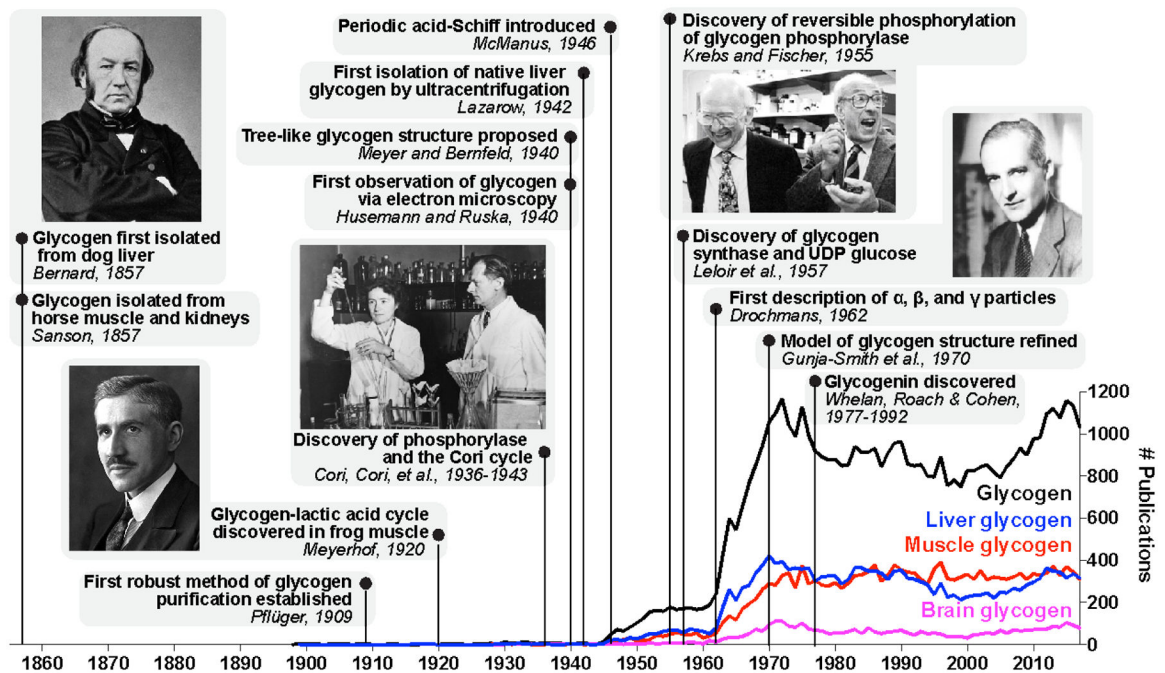 Glycogen first isolated
from dog liver
Bernard, 1857
Glycogen isolated from
horse muscle and kidneys
Sanson, 1857
First robust method of glycogen
purification established
Pflüger, 1909
Glycogen-lactic acid cycle
discovered in frog muscle
Meyerhof, 1920
Discovery of phosphorylase
and the Cori cycle
Cori, Cori, et al., 1936-1943
Periodic acid-Schiff introduced
McManus, 1946
First isolation of native liver
glycogen by ultracentrifugation
Lazarow, 1942
Tree-like glycogen structure proposed
Meyer and Bernfeld, 1940
First observation of glycogen
via electron microscopy
Husemann and Ruska, 1940
Discovery of reversible phosphorylation
of glycogen phosphorylase
Krebs and Fischer, 1955
Discovery of glycogen
synthase and UDP glucose
Leloir et al., 1957
First description of α, β, and γ particles
Drochmans, 1962
Model of glycogen structure refined
Gunja-Smith et al., 1970
Glycogenin discovered
Whelan, Roach & Cohen,
1977-1992
Glycogen
Liver glycogen
Muscle glycogen
Brain glycogen
1200
1000
800
600
400
200
0
# Publications
1860 1870 1880 1890 1900 1910 1920 1930 1940 1950 1960 1970 1980 1990 2000 2010